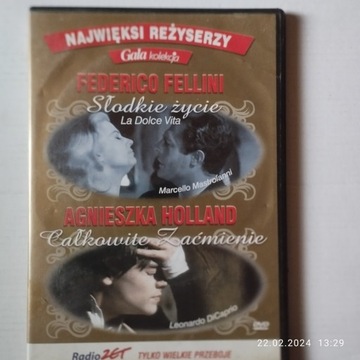 NAJWIĘKSI REŻYSERZY
Gala kolekcja
FEDERICO FELLINI
Słodkie życie
La Dolce Vita
Marcello Mastroianni
AGNIESZKA HOLLAND
Całkowite Zaćmienie
Leonardo DiCaprio
DVD
Radio ZET TYLKO WIELKIE PRZEBOJE
22.02.2024 13:29